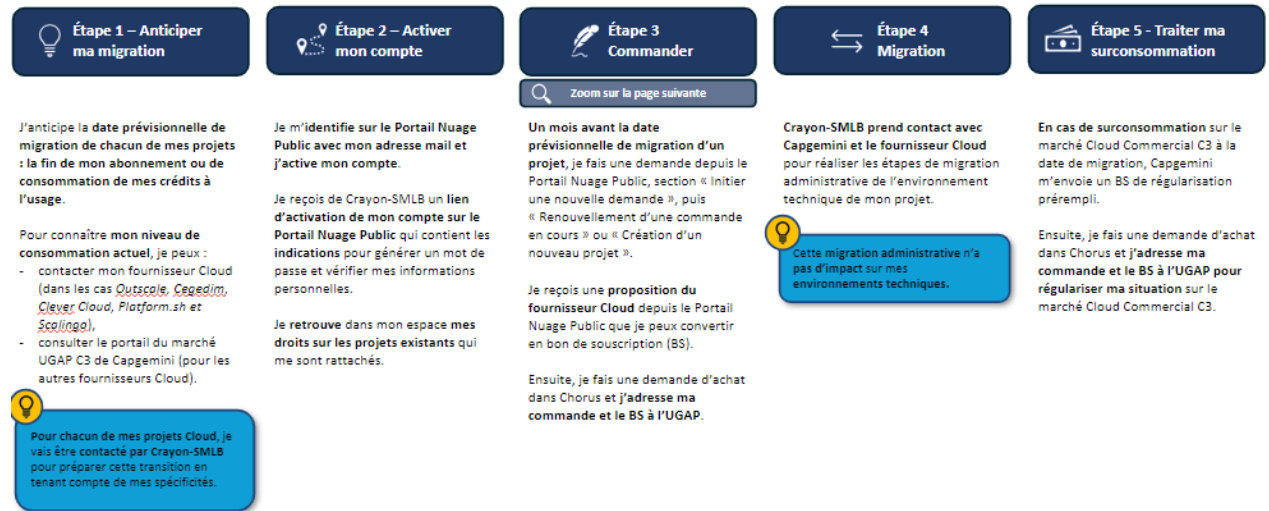 Étape 1 – Anticiper
ma migration
J'anticipe la date prévisionnelle de
migration de chacun de mes projets
: la fin de mon abonnement ou de
consommation de mes crédits à
l'usage.
Pour connaître mon niveau de
consommation actuel, je peux :
- contacter mon fournisseur Cloud
(dans les cas Outscale, Cegedim,
Clever Cloud, Platform.sh et
Scalingo),
- consulter le portail du marché
UGAP C3 de Capgemini (pour les
autres fournisseurs Cloud).
Pour chacun de mes projets Cloud, je
vais être contacté par Crayon-SMLB
pour préparer cette transition en
tenant compte de mes spécificités.
Étape 2 – Activer
mon compte
Je m'identifie sur le Portail Nuage
Public avec mon adresse mail et
j'active mon compte.
Je reçois de Crayon-SMLB un lien
d'activation de mon compte sur le
Portail Nuage Public qui contient les
indications pour générer un mot de
passe et vérifier mes informations
personnelles.
Je retrouve dans mon espace mes
droits sur les projets existants qui
me sont rattachés.
Étape 3
Commander
Zoom sur la page suivante
Un mois avant la date
prévisionnelle de migration d'un
projet, je fais une demande depuis le
Portail Nuage Public, section « Initier
une nouvelle demande », puis
« Renouvellement d'une commande
en cours » ou « Création d'un
nouveau projet ».
Je reçois une proposition du
fournisseur Cloud depuis le Portail
Nuage Public que je peux convertir
en bon de souscription (BS).
Ensuite, je fais une demande d'achat
dans Chorus et j'adresse ma
commande et le BS à l'UGAP.
Étape 4
Migration
Crayon-SMLB prend contact avec
Capgemini et le fournisseur Cloud
pour réaliser les étapes de migration
administrative de l'environnement
technique de mon projet.
Cette migration administrative n'a
pas d'impact sur mes
environnements techniques.
Étape 5 - Traiter ma
surconsommation
En cas de surconsommation sur le
marché Cloud Commercial C3 à la
date de migration, Capgemini
m'envoie un BS de régularisation
prérempli.
Ensuite, je fais une demande d'achat
dans Chorus et j'adresse ma
commande et le BS à l'UGAP pour
régulariser ma situation sur le
marché Cloud Commercial C3.